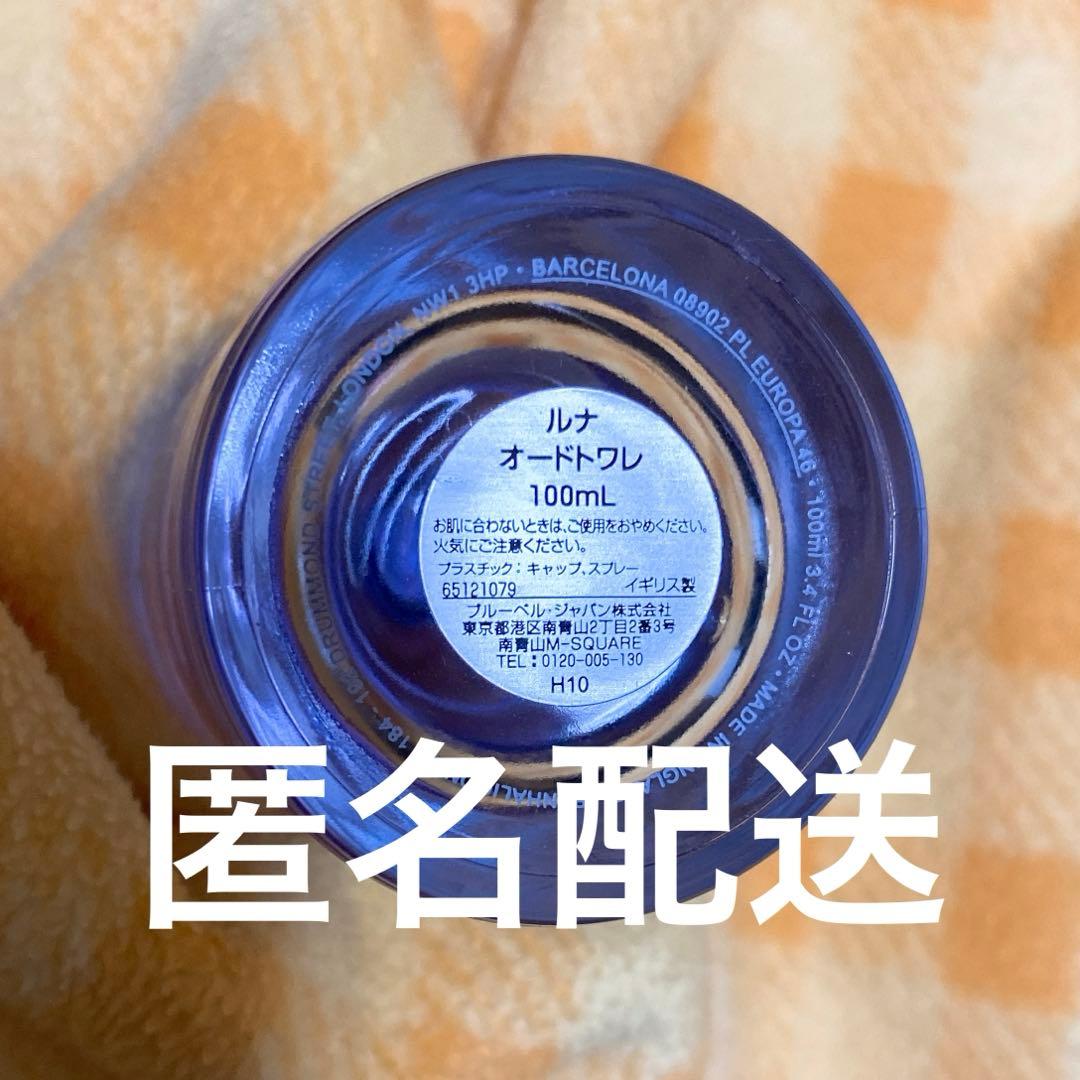 ルナ
オードトワレ
100mL
お肌に合わないときは、ご使用をおやめください。
火気にご注意ください。
プラスチック：キャップ、スプレー
65121079 イギリス製
ブルーベル・ジャパン株式会社
東京都港区南青山2丁目2番3号
南青山M-SQUARE
TEL：0120-005-130
H10
184 - 192 DRUMMOND STREET LONDON, NW1 3HP • BARCELONA 08902 PL EUROPA 46 • 100ml 3.4 FL OZ • MADE IN ENGLAND
匿名配送